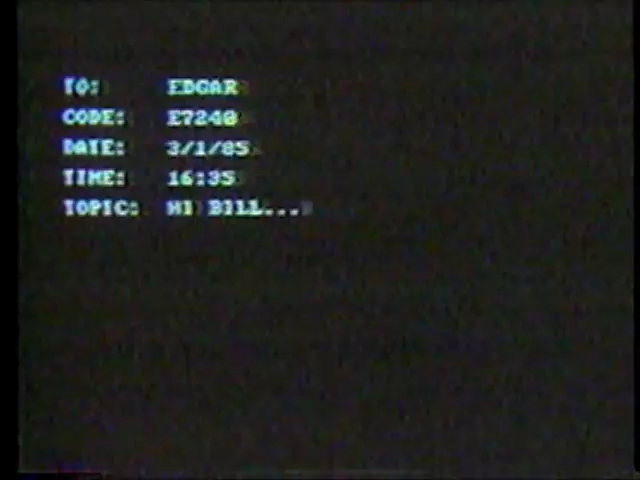 TO: EDGAR
CODE: E7240
DATE: 3/1/85
TIME: 16:35
TOPIC: HI BILL...